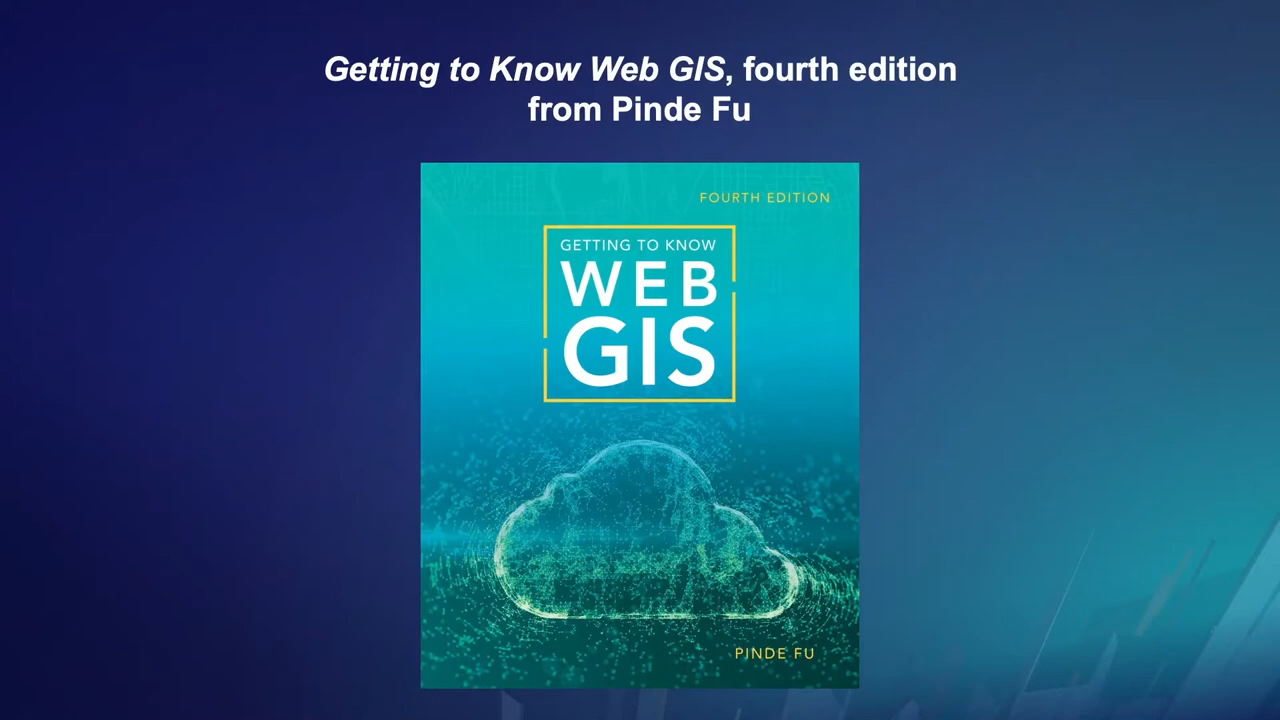 Getting to Know Web GIS, fourth edition
from Pinde Fu
FOURTH EDITION
GETTING TO KNOW
WEB
GIS
PINDE FU